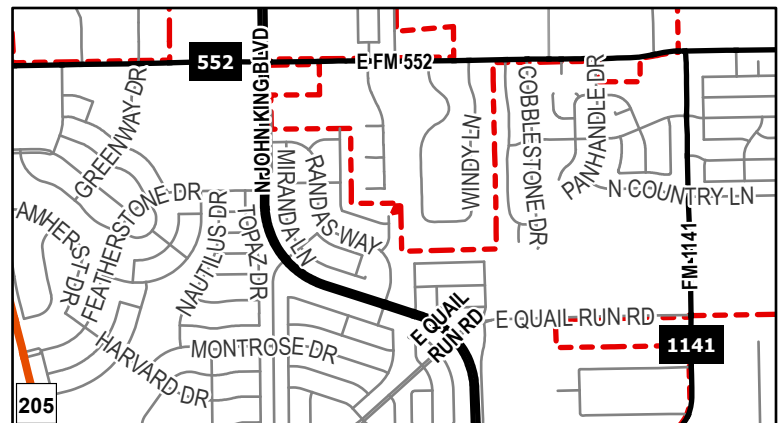 552
E FM 552
N JOHN KING BLVD
GREENWAY DR
COBBLESTONE DR
PANHANDLE DR
WINDY LN
N COUNTRY LN
MIRANDA LN
RANDAS WAY
FEATHERSTONE DR
AMHERST DR
NAUTILUS DR
TOPAZ DR
FM 1141
E QUAIL
RUN RD
E QUAIL RUN RD
MONTROSE DR
HARVARD DR
1141
205